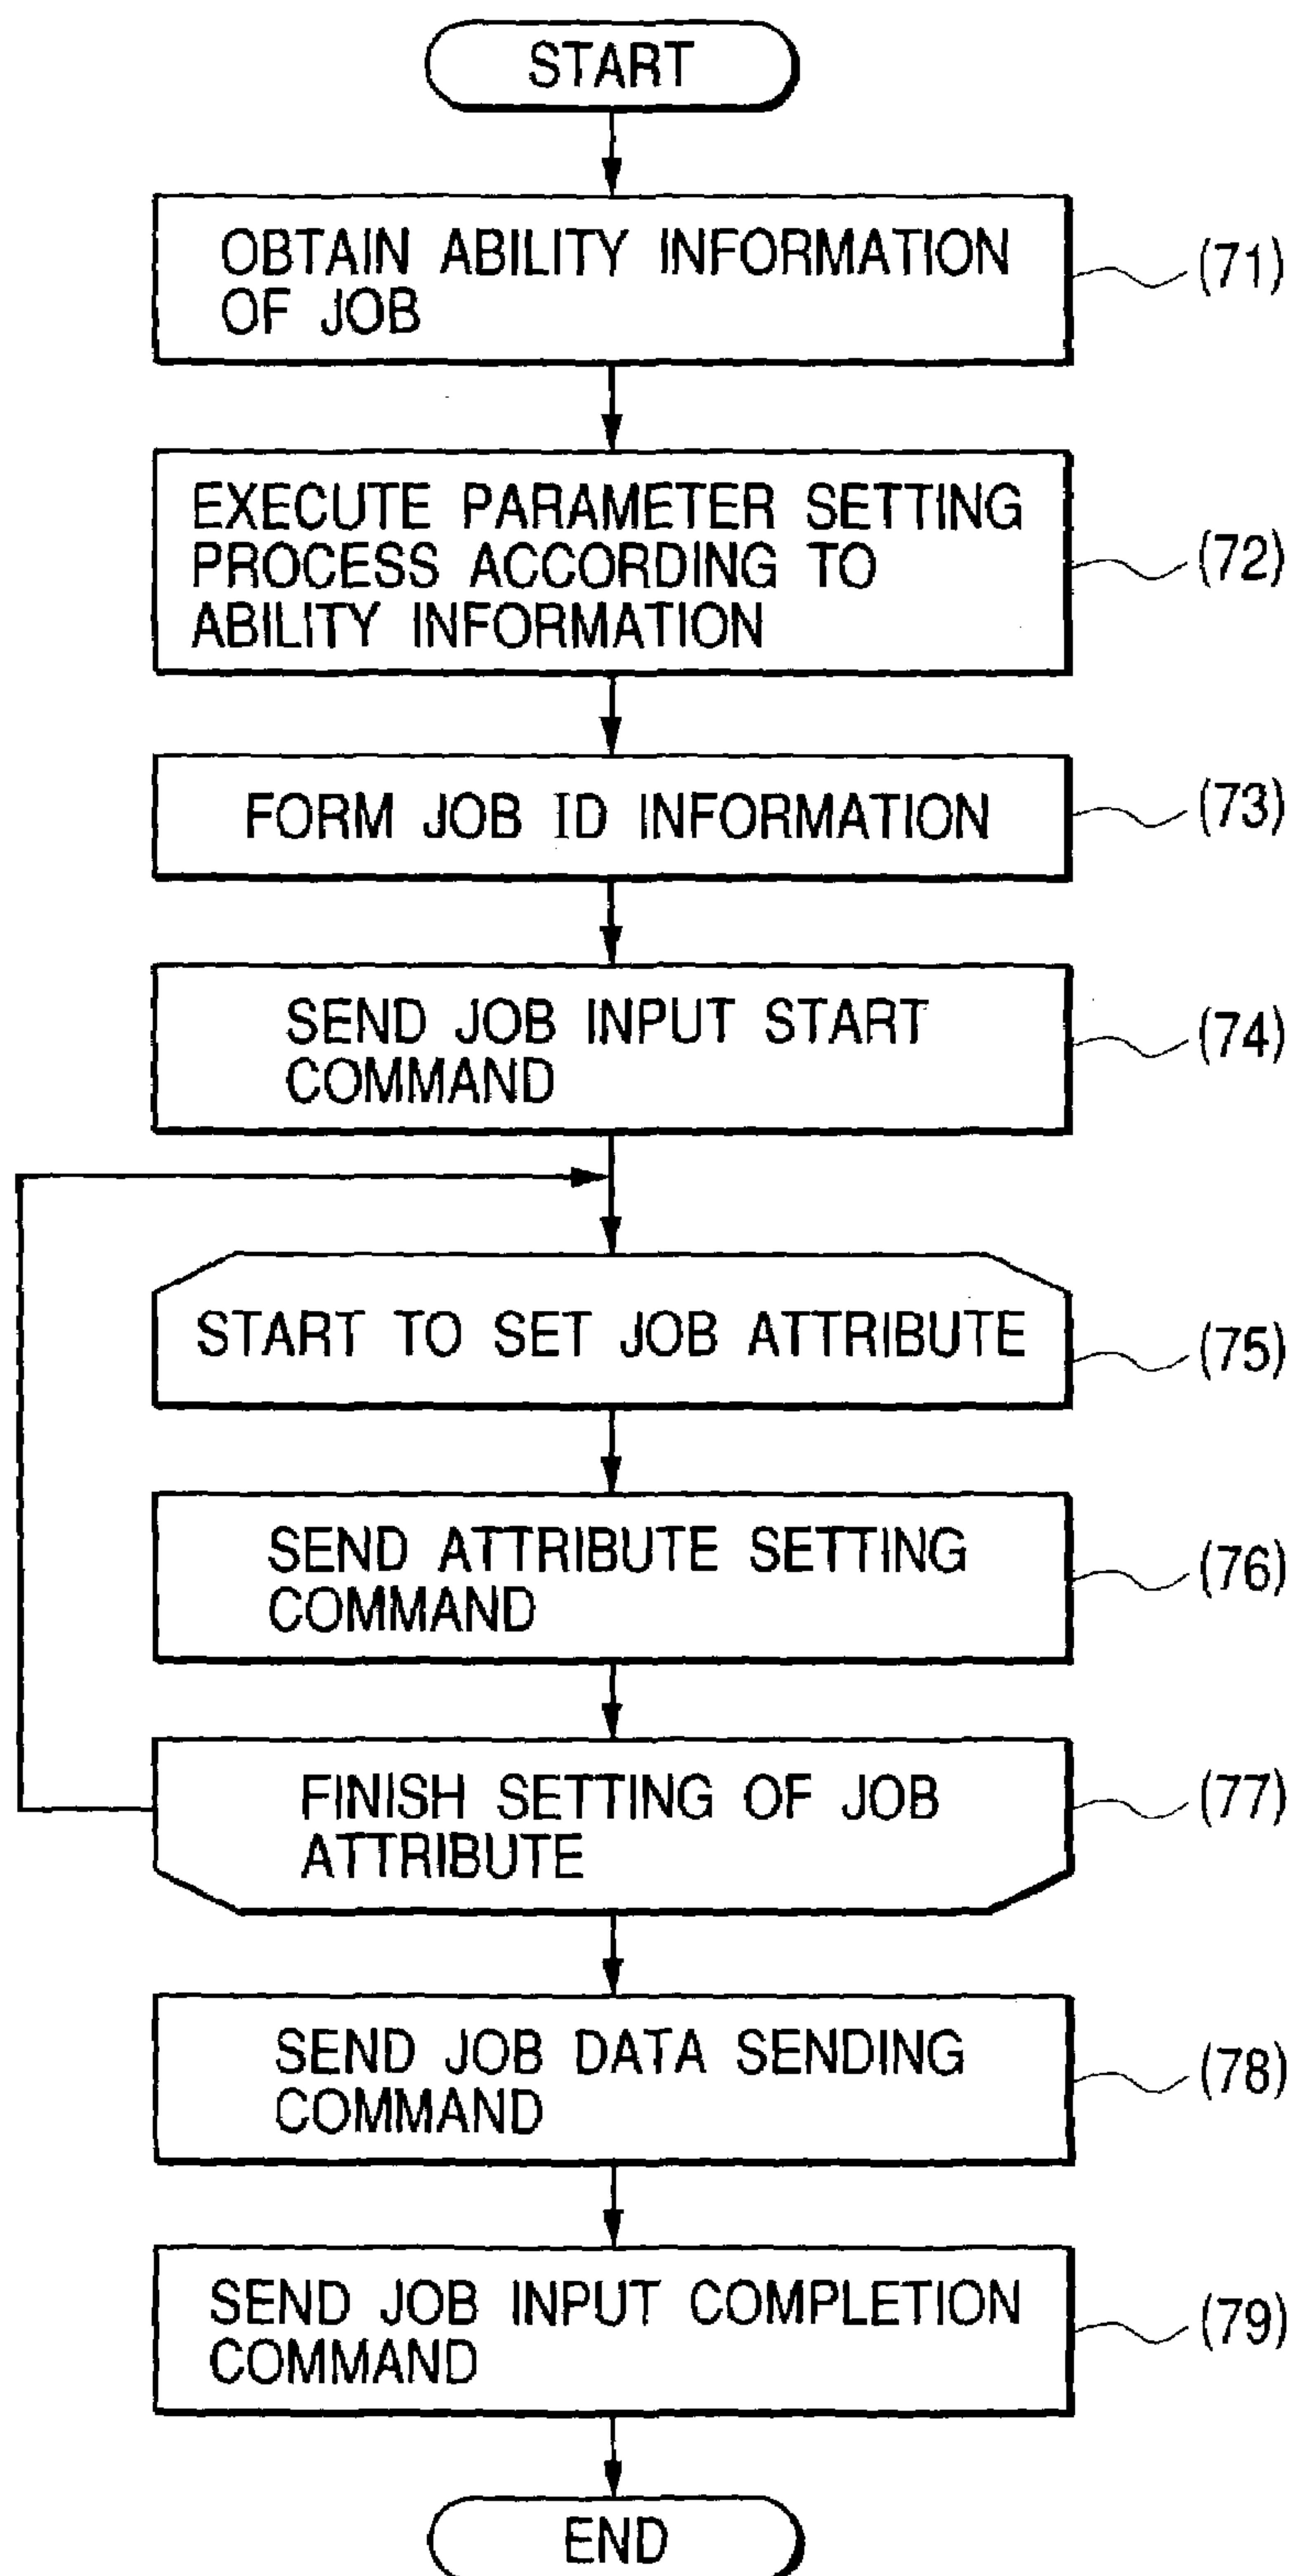 START
OBTAIN ABILITY INFORMATION
OF JOB
(71)
EXECUTE PARAMETER SETTING
PROCESS ACCORDING TO
ABILITY INFORMATION
(72)
FORM JOB ID INFORMATION
(73)
SEND JOB INPUT START
COMMAND
(74)
START TO SET JOB ATTRIBUTE
(75)
SEND ATTRIBUTE SETTING
COMMAND
(76)
FINISH SETTING OF JOB
ATTRIBUTE
(77)
SEND JOB DATA SENDING
COMMAND
(78)
SEND JOB INPUT COMPLETION
COMMAND
(79)
END